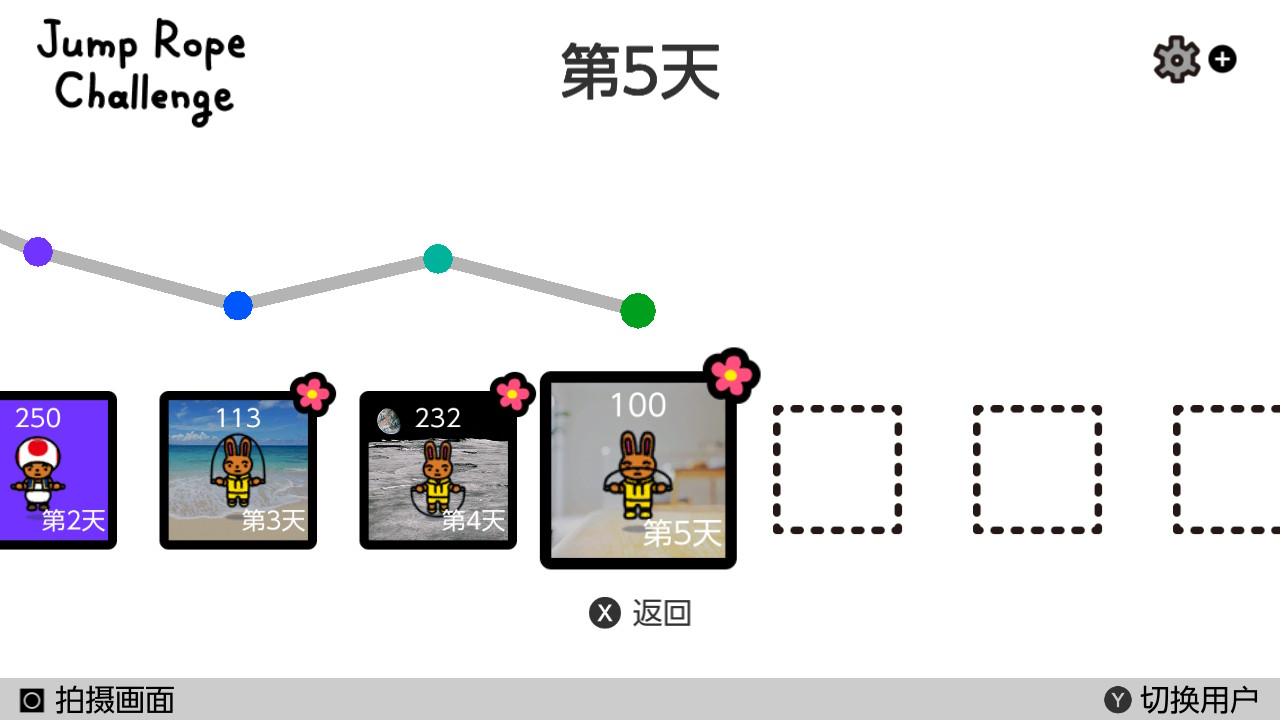 Jump Rope
Challenge
第5天
250
第2天
113
第3天
232
第4天
100
第5天
X 返回
拍摄画面
Y 切换用户